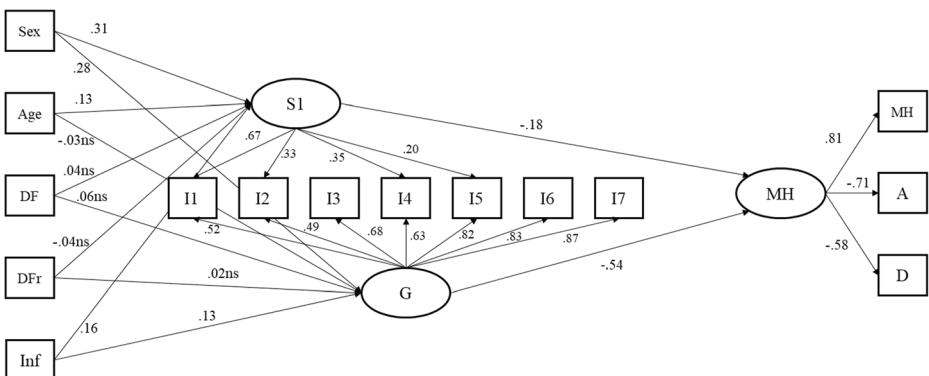 Sex
.31
.28
S1
Age
.13
-.03ns
MH
-.18
.81
.67
.33
.35
.20
DF
.04ns
.06ns
I1
I2
I3
I4
I5
I6
I7
MH
-.71
A
.52
.49
.68
.63
.82
.83
.87
-.04ns
-.58
DFr
.02ns
G
-.54
D
.16
.13
Inf